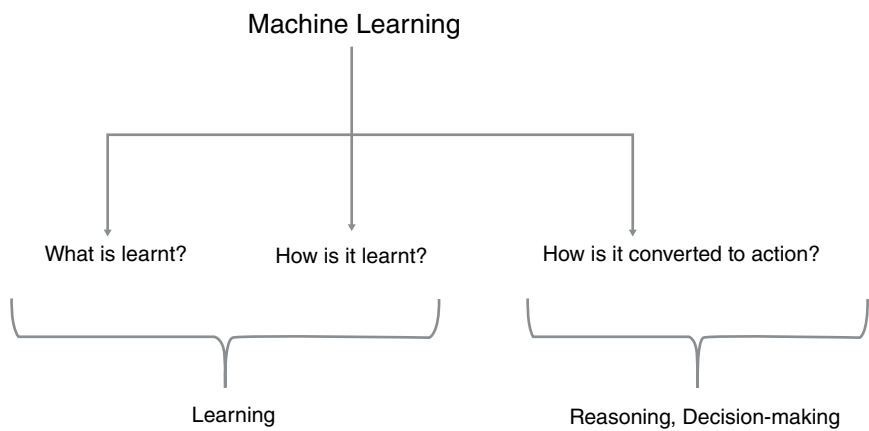 Machine Learning
What is learnt?
How is it learnt?
How is it converted to action?
Learning
Reasoning, Decision-making